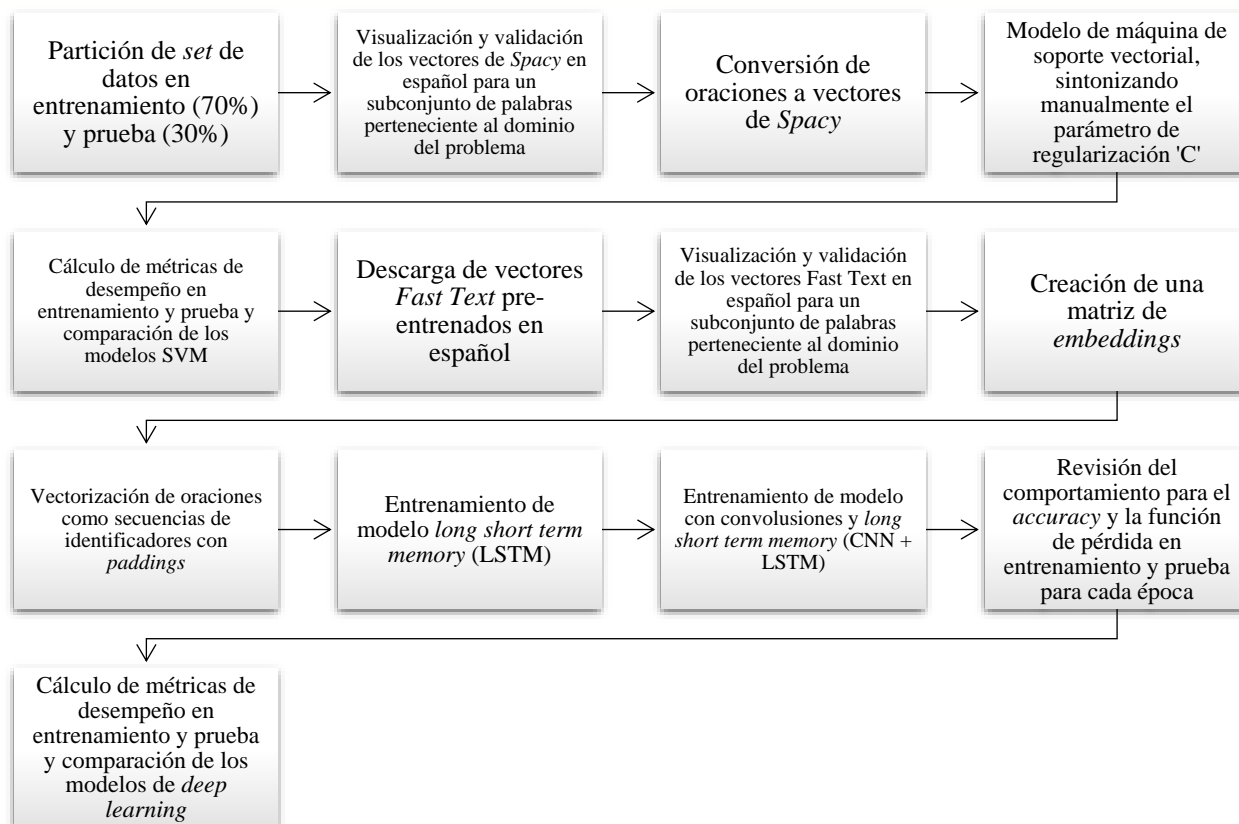 Partición de set de
datos en
entrenamiento (70%)
y prueba (30%)
Visualización y validación
de los vectores de Spacy en
español para un
subconjunto de palabras
perteneciente al dominio
del problema
Conversión de
oraciones a vectores
de Spacy
Modelo de máquina de
soporte vectorial,
sintonizando
manualmente el
parámetro de
regularización 'C'
Cálculo de métricas de
desempeño en
entrenamiento y prueba y
comparación de los
modelos SVM
Descarga de vectores
Fast Text pre-
entrenados en
español
Visualización y validación
de los vectores Fast Text en
español para un
subconjunto de palabras
perteneciente al dominio
del problema
Creación de una
matriz de
embeddings
Vectorización de oraciones
como secuencias de
identificadores con
paddings
Entrenamiento de
modelo long short term
memory (LSTM)
Entrenamiento de modelo
con convolusiones y long
short term memory (CNN +
LSTM)
Revisión del
comportamiento para el
accuracy y la función
de pérdida en
entrenamiento y prueba
para cada época
Cálculo de métricas de
desempeño en
entrenamiento y prueba
y comparación de los
modelos de deep
learning